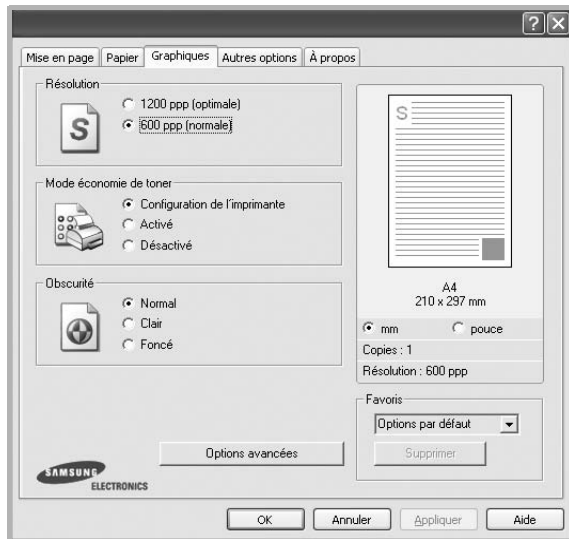 Mise en page
Papier
Graphiques
Autres options
À propos
Résolution
S
1200 ppp (optimale)
600 ppp (normale)
Mode économie de toner
Configuration de l'imprimante
Activé
Désactivé
Obscurité
Normal
Clair
Foncé
S
A4
210 x 297 mm
mm
pouce
Copies : 1
Résolution : 600 ppp
Favoris
Options par défaut
Supprimer
Options avancées
SAMSUNG
ELECTRONICS
OK
Annuler
Appliquer
Aide